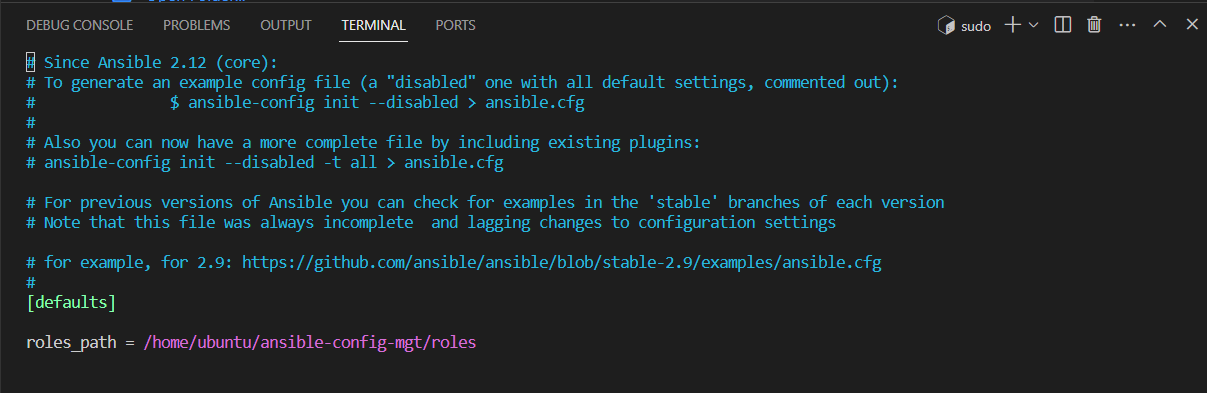 DEBUG CONSOLE PROBLEMS OUTPUT TERMINAL PORTS sudo
# Since Ansible 2.12 (core):
# To generate an example config file (a "disabled" one with all default settings, commented out):
#               $ ansible-config init --disabled > ansible.cfg
#
# Also you can now have a more complete file by including existing plugins:
# ansible-config init --disabled -t all > ansible.cfg
# For previous versions of Ansible you can check for examples in the 'stable' branches of each version
# Note that this file was always incomplete  and lagging changes to configuration settings
# for example, for 2.9: https://github.com/ansible/ansible/blob/stable-2.9/examples/ansible.cfg
#
[defaults]
roles_path = /home/ubuntu/ansible-config-mgt/roles